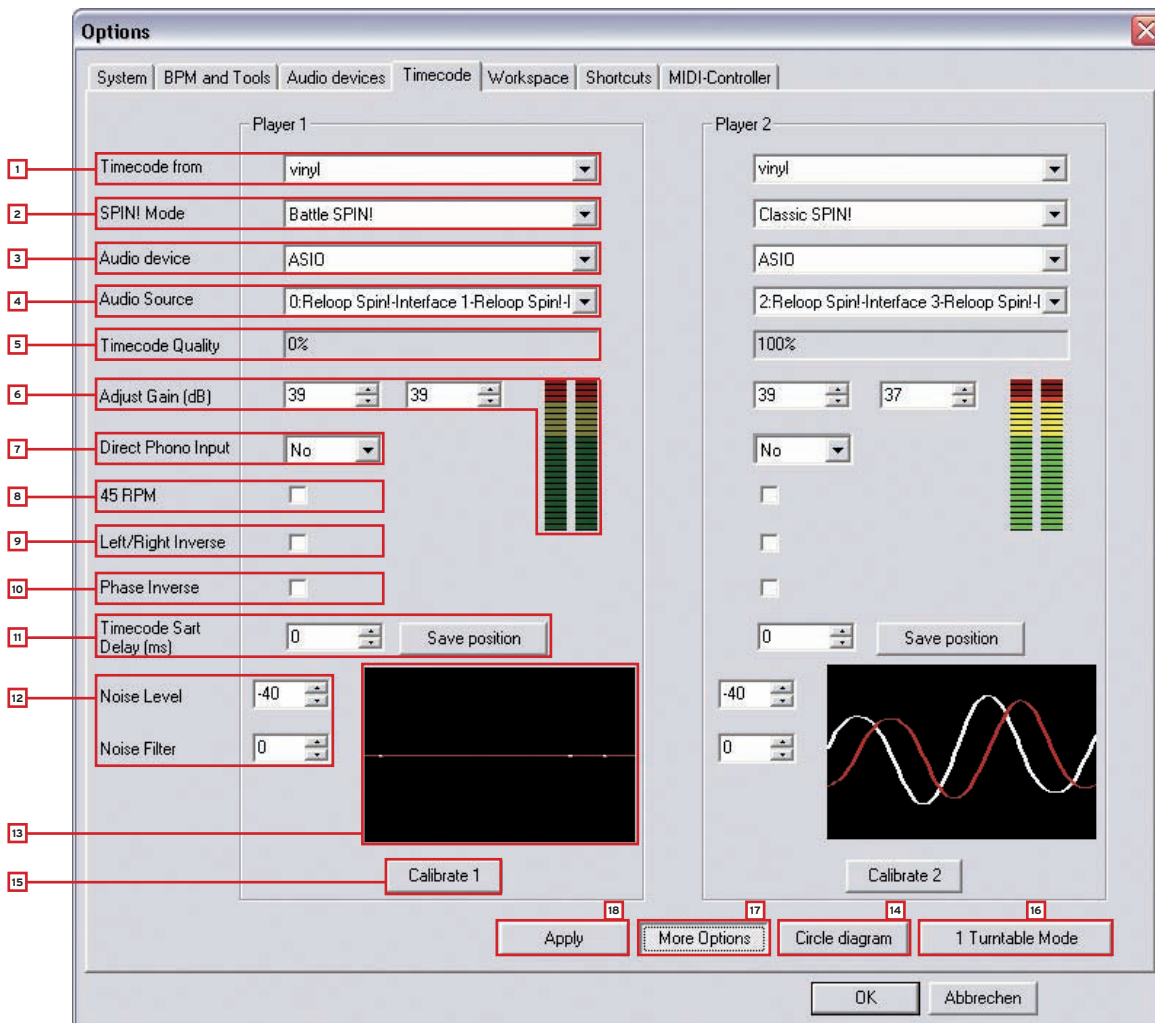 Options
System BPM and Tools Audio devices Timecode Workspace Shortcuts MIDI-Controller
Player 1 Player 2
1 Timecode from vinyl vinyl
2 SPIN! Mode Battle SPIN! Classic SPIN!
3 Audio device ASIO ASIO
4 Audio Source 0:Reloop Spin!-Interface 1-Reloop Spin!-I 2:Reloop Spin!-Interface 3-Reloop Spin!-I
5 Timecode Quality 0% 100%
6 Adjust Gain (dB) 39 39 39 37
7 Direct Phono Input No No
8 45 RPM
9 Left/Right Inverse
10 Phase Inverse
11 Timecode Sart
Delay (ms) 0 Save position 0 Save position
12 Noise Level -40 -40
Noise Filter 0 0
13
15 Calibrate 1 Calibrate 2
18 17 14 16
Apply More Options Circle diagram 1 Turntable Mode
OK Abbrechen